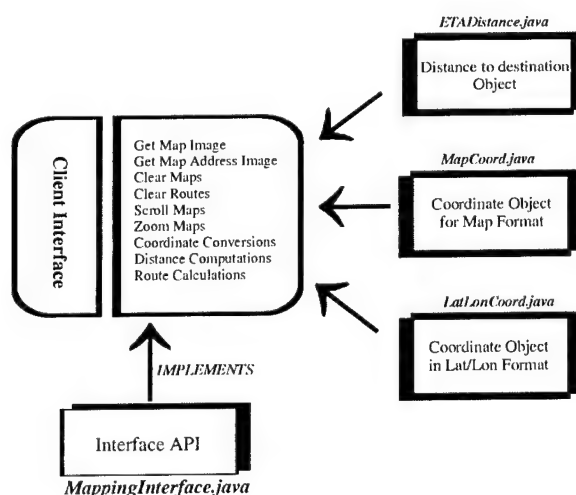 ETADistance.java
Distance to destination
Object
Client Interface
Get Map Image
Get Map Address Image
Clear Maps
Clear Routes
Scroll Maps
Zoom Maps
Coordinate Conversions
Distance Computations
Route Calculations
MapCoord.java
Coordinate Object
for Map Format
LatLonCoord.java
Coordinate Object
in Lat/Lon Format
IMPLEMENTS
Interface API
MappingInterface.java